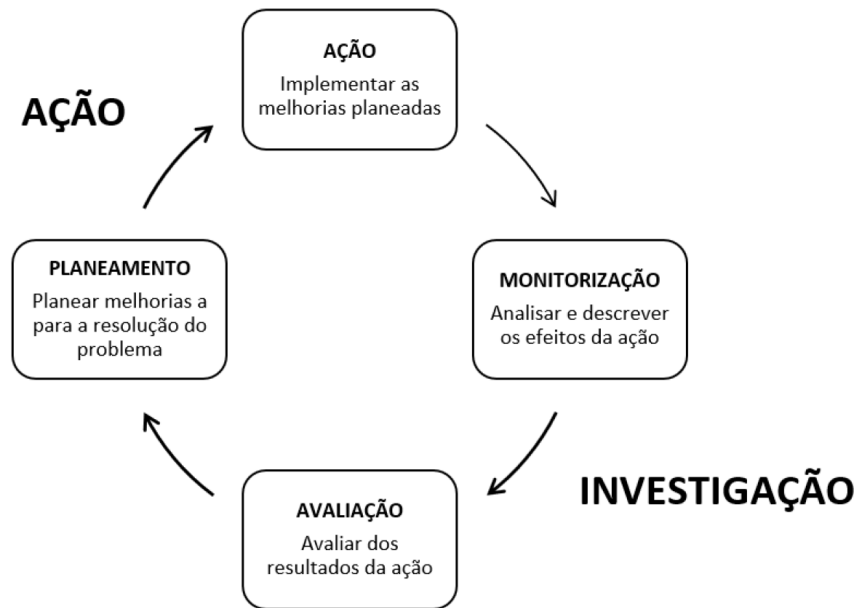 AÇÃO
Implementar as
melhorias planeadas
AÇÃO
PLANEAMENTO
Planear melhorias a
para a resolução do
problema
MONITORIZAÇÃO
Analisar e descrever
os efeitos da ação
INVESTIGAÇÃO
AVALIAÇÃO
Avaliar dos
resultados da ação